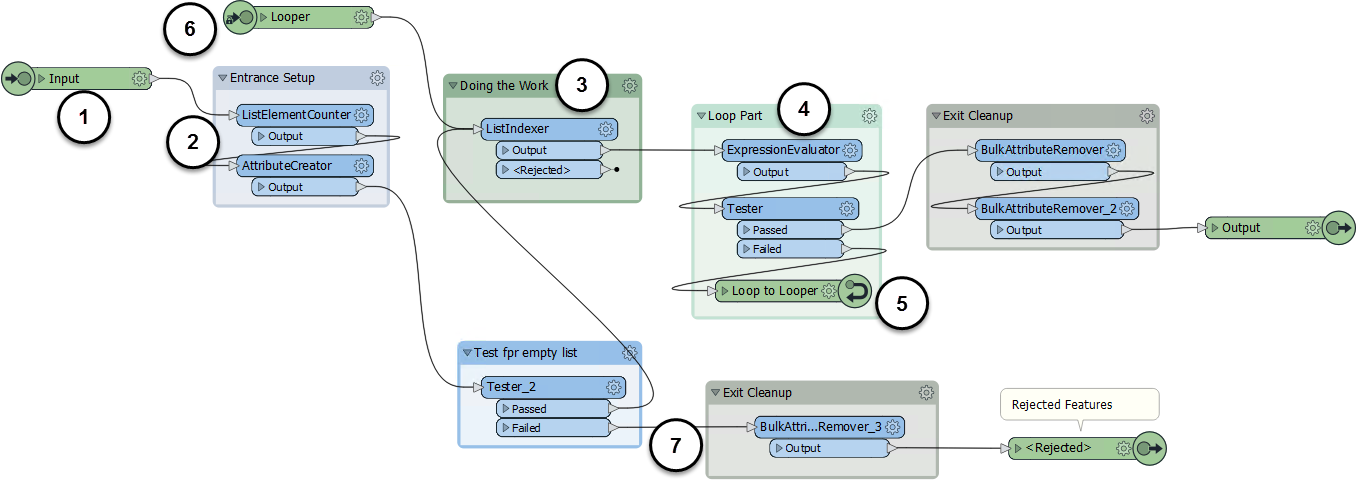 6
Looper
Input
1
Entrance Setup
ListElementCounter
Output
2
AttributeCreator
Output
Doing the Work
3
ListIndexer
Output
<Rejected>
4
Loop Part
ExpressionEvaluator
Output
Tester
Passed
Failed
Loop to Looper
5
Exit Cleanup
BulkAttributeRemover
Output
BulkAttributeRemover_2
Output
Output
Test fpr empty list
Tester_2
Passed
Failed
7
Exit Cleanup
BulkAttri...Remover_3
Output
Rejected Features
<Rejected>